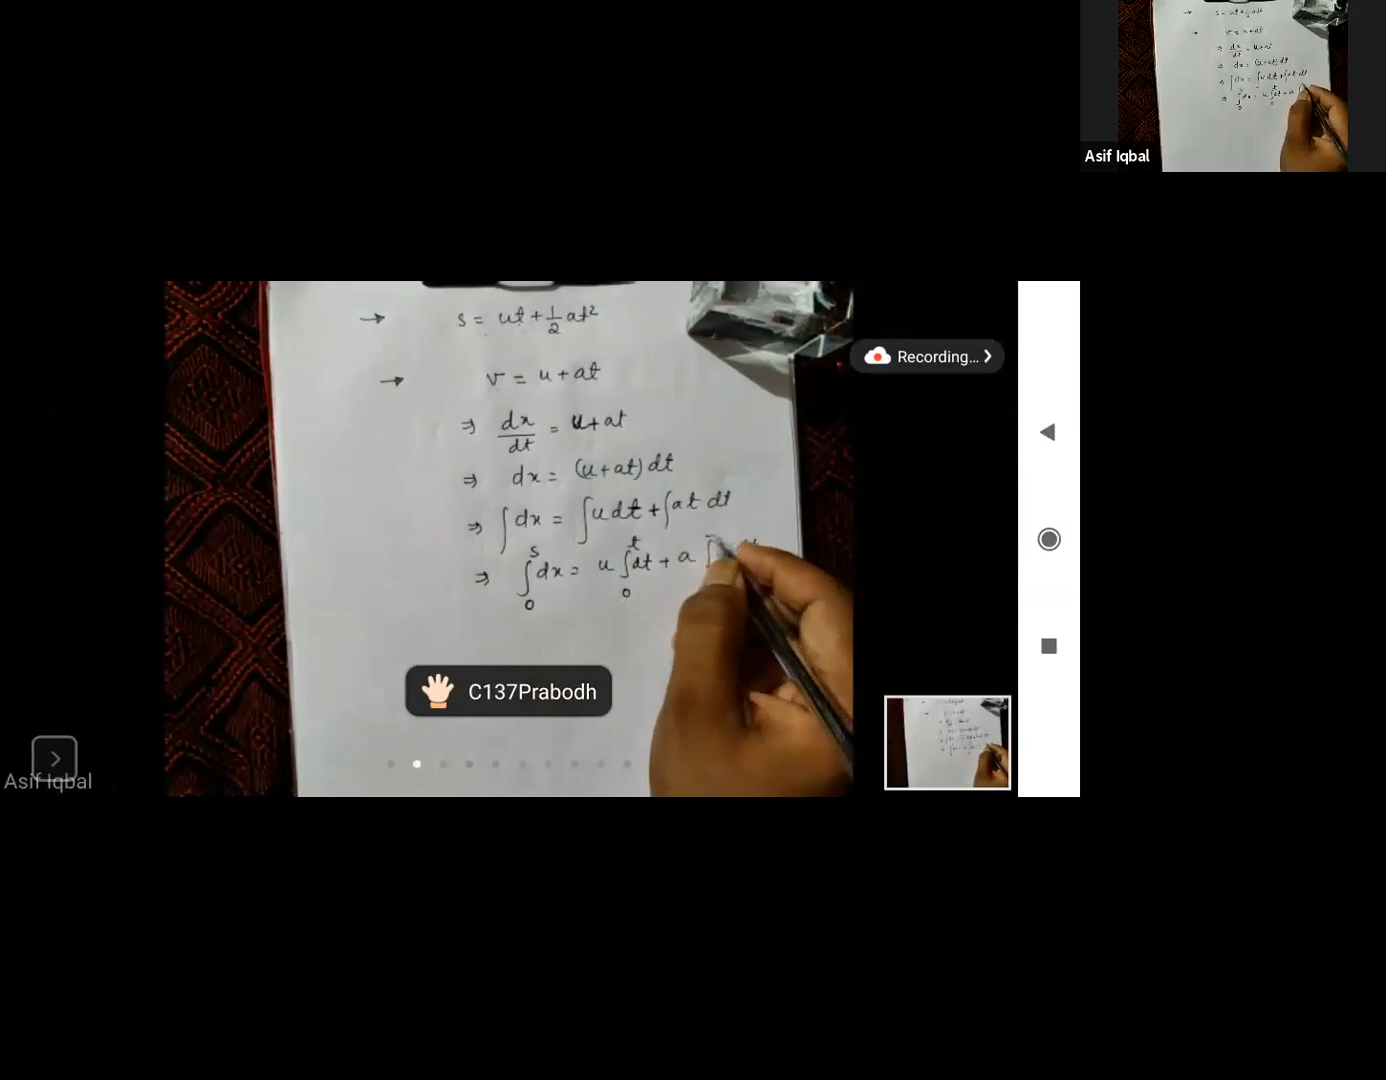 Asif Iqbal
→ s = ut + 1/2 at²
Recording...
→ v = u + at
⇒ dx/dt = u + at
⇒ dx = (u + at) dt
⇒ ∫dx = ∫u dt + ∫at dt
⇒ ∫₀ˢ dx = u ∫₀ᵗ dt + a ∫
C137Prabodh
Asif Iqbal